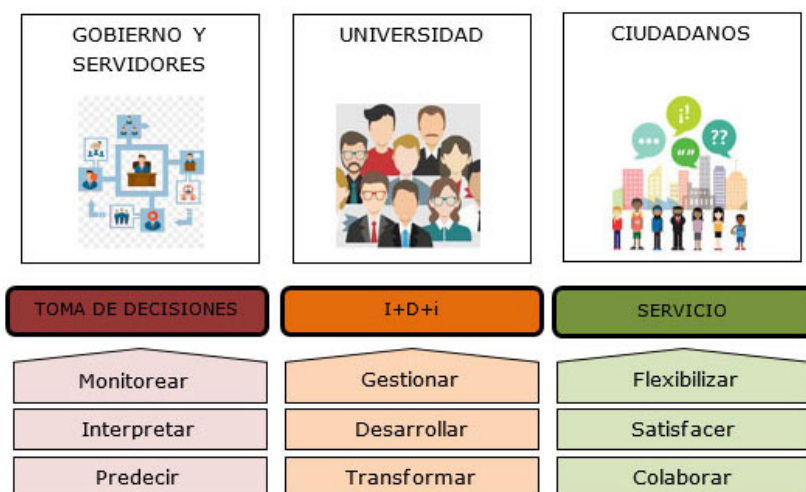 GOBIERNO Y
SERVIDORES
UNIVERSIDAD
CIUDADANOS
¡!
...
??
“”
TOMA DE DECISIONES
I+D+i
SERVICIO
Monitorear
Gestionar
Flexibilizar
Interpretar
Desarrollar
Satisfacer
Predecir
Transformar
Colaborar